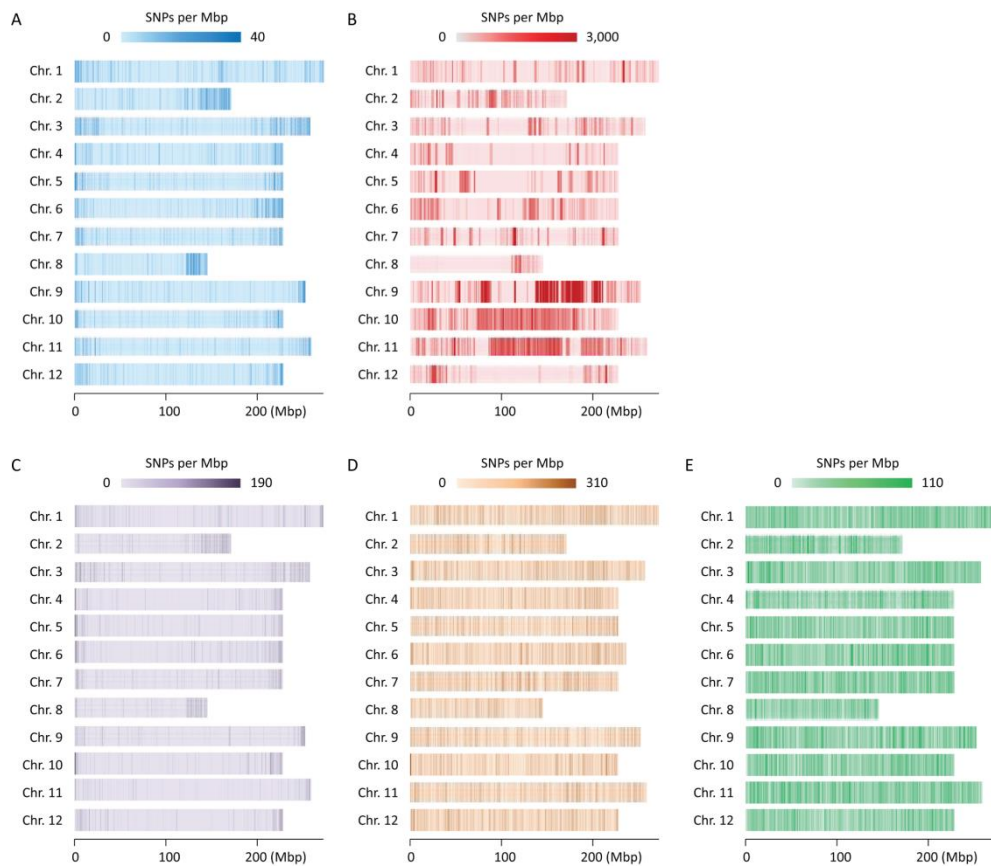 A
SNPs per Mbp
0 40
Chr. 1
Chr. 2
Chr. 3
Chr. 4
Chr. 5
Chr. 6
Chr. 7
Chr. 8
Chr. 9
Chr. 10
Chr. 11
Chr. 12
0 100 200 (Mbp)
B
SNPs per Mbp
0 3,000
Chr. 1
Chr. 2
Chr. 3
Chr. 4
Chr. 5
Chr. 6
Chr. 7
Chr. 8
Chr. 9
Chr. 10
Chr. 11
Chr. 12
0 100 200 (Mbp)
C
SNPs per Mbp
0 190
Chr. 1
Chr. 2
Chr. 3
Chr. 4
Chr. 5
Chr. 6
Chr. 7
Chr. 8
Chr. 9
Chr. 10
Chr. 11
Chr. 12
0 100 200 (Mbp)
D
SNPs per Mbp
0 310
Chr. 1
Chr. 2
Chr. 3
Chr. 4
Chr. 5
Chr. 6
Chr. 7
Chr. 8
Chr. 9
Chr. 10
Chr. 11
Chr. 12
0 100 200 (Mbp)
E
SNPs per Mbp
0 110
Chr. 1
Chr. 2
Chr. 3
Chr. 4
Chr. 5
Chr. 6
Chr. 7
Chr. 8
Chr. 9
Chr. 10
Chr. 11
Chr. 12
0 100 200 (Mbp)